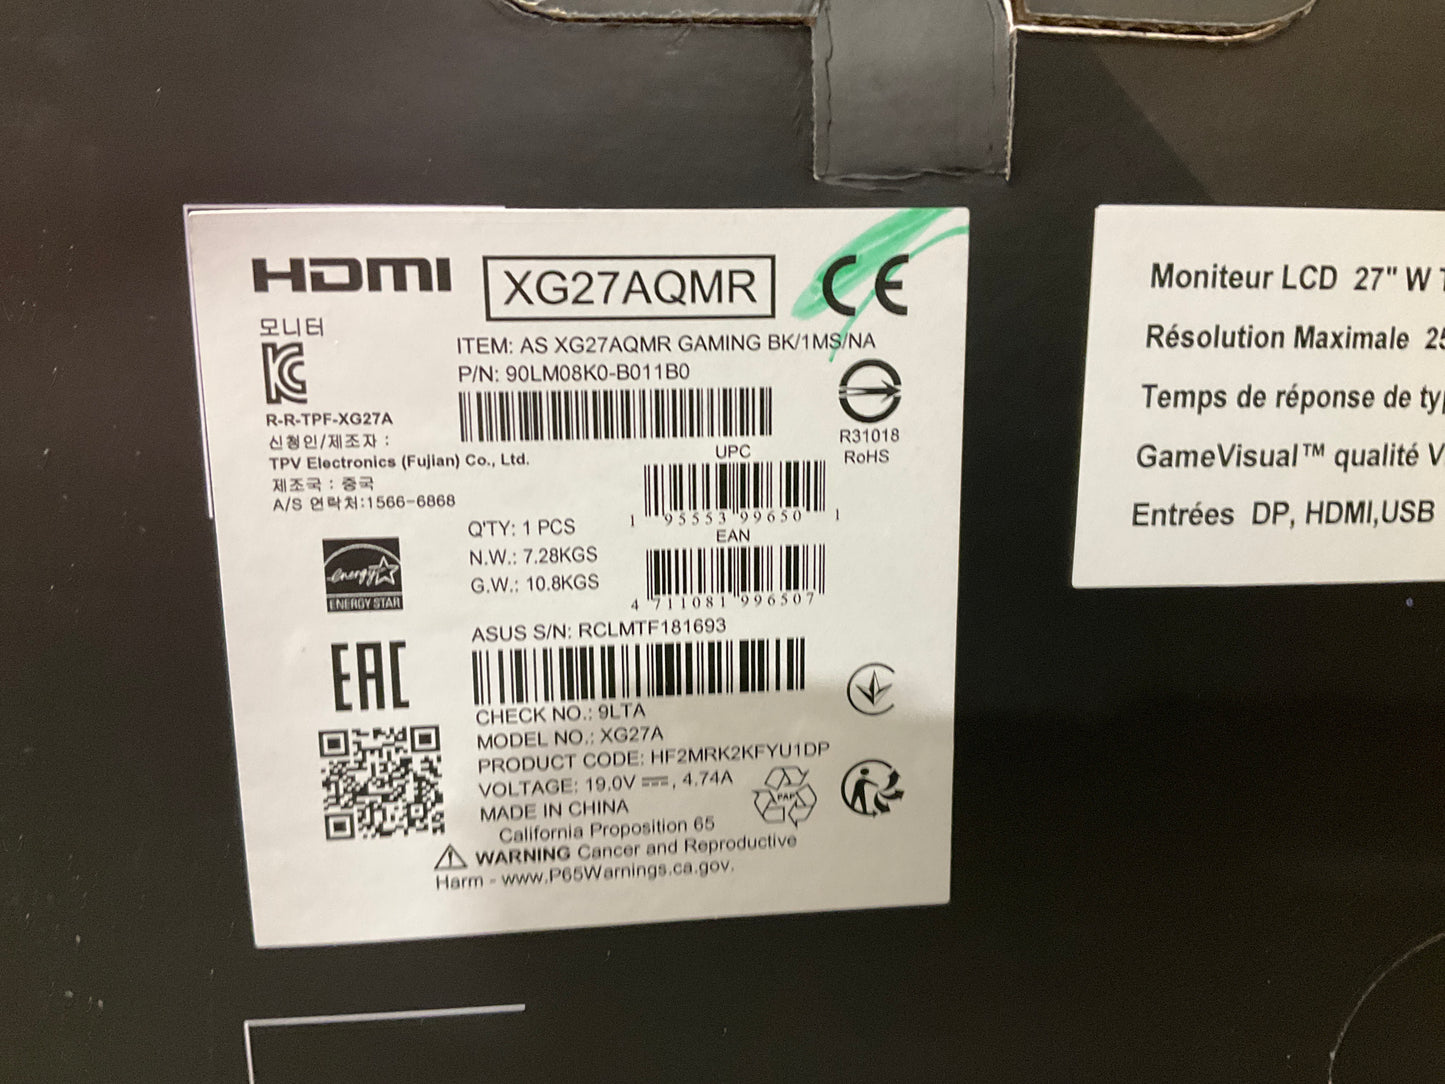 HDMI
XG27AQMR
CE
모니터
R-R-TPF-XG27A
신청인/제조자 :
TPV Electronics (Fujian) Co., Ltd.
제조국 : 중국
A/S 연락처:1566-6868
ITEM: AS XG27AQMR GAMING BK/1MS/NA
P/N: 90LM08K0-B011B0
R31018
RoHS
UPC
1 95553 99650 1
Q'TY: 1 PCS
N.W.: 7.28KGS
G.W.: 10.8KGS
EAN
4 711081 996507
energy
ENERGY STAR
EAC
ASUS S/N: RCLMTF181693
CHECK NO.: 9LTA
MODEL NO.: XG27A
PRODUCT CODE: HF2MRK2KFYU1DP
VOLTAGE: 19.0V ⎓, 4.74A
MADE IN CHINA
PAP
California Proposition 65
WARNING Cancer and Reproductive
Harm - www.P65Warnings.ca.gov.
Moniteur LCD 27" W
Résolution Maximale
Temps de réponse de
GameVisual™ qualité
Entrées DP, HDMI,USB